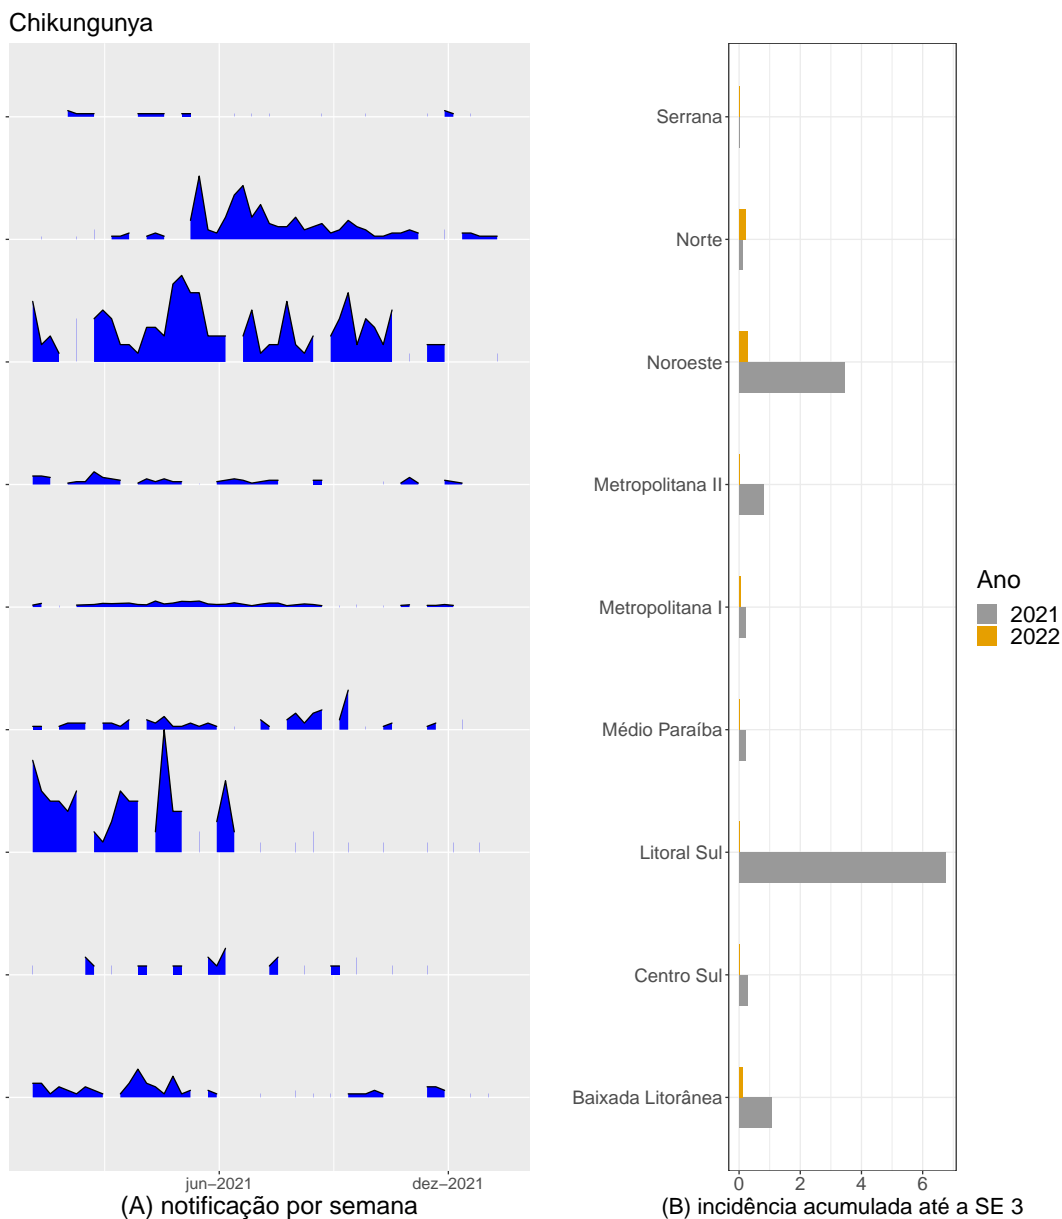 Chikungunya
Serrana
Norte
Noroeste
Metropolitana II
Metropolitana I
Médio Paraíba
Litoral Sul
Centro Sul
Baixada Litorânea
Ano
2021
2022
jun−2021 dez−2021
(A) notificação por semana
0 2 4 6
(B) incidência acumulada até a SE 3